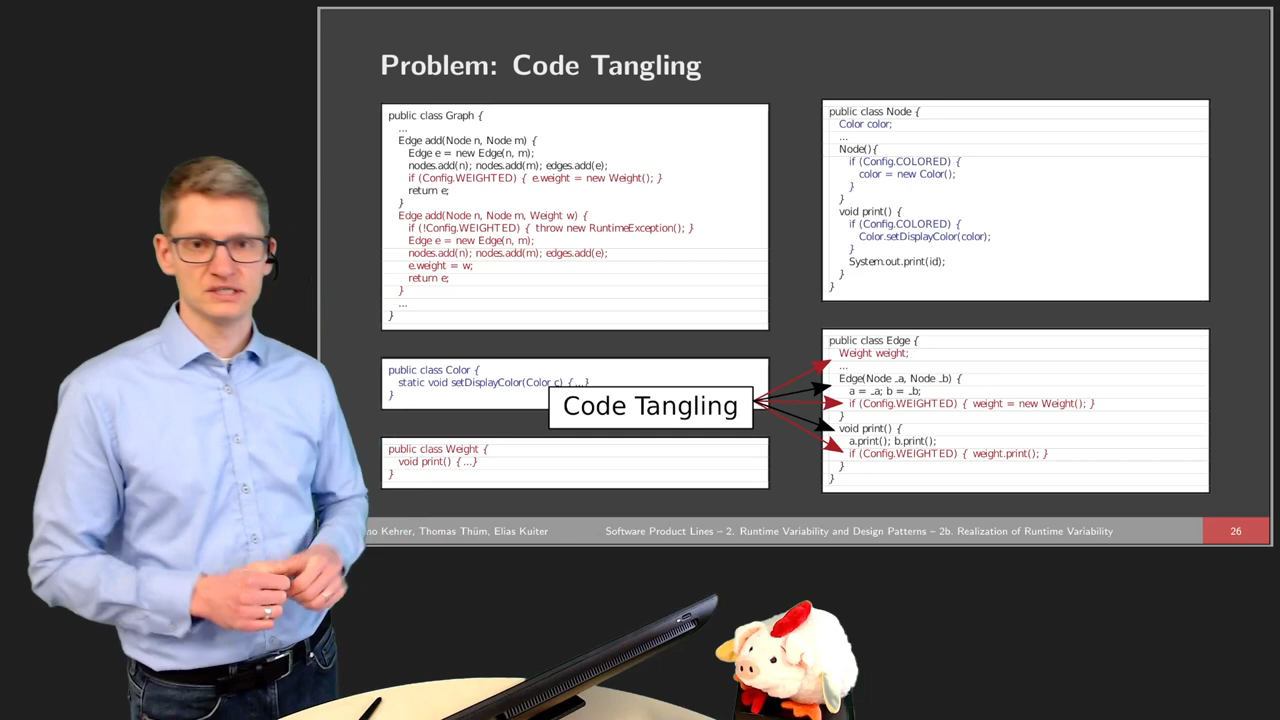 Problem: Code Tangling
public class Graph {
...
Edge add(Node n, Node m) {
Edge e = new Edge(n, m);
nodes.add(n); nodes.add(m); edges.add(e);
if (Config.WEIGHTED) { e.weight = new Weight(); }
return e;
}
Edge add(Node n, Node m, Weight w) {
if (!Config.WEIGHTED) { throw new RuntimeException(); }
Edge e = new Edge(n, m);
nodes.add(n); nodes.add(m); edges.add(e);
e.weight = w;
return e;
}
...
}
public class Color {
static void setDisplayColor(Color c) {...}
}
public class Weight {
void print() {...}
}
Code Tangling
public class Node {
Color color;
...
Node(){
if (Config.COLORED) {
color = new Color();
}
}
void print() {
if (Config.COLORED) {
Color.setDisplayColor(color);
}
System.out.print(id);
}
}
public class Edge {
Weight weight;
...
Edge(Node _a, Node _b) {
a = _a; b = _b;
if (Config.WEIGHTED) { weight = new Weight(); }
}
void print() {
a.print(); b.print();
if (Config.WEIGHTED) { weight.print(); }
}
}
Kehrer, Thomas Thüm, Elias Kuiter
Software Product Lines – 2. Runtime Variability and Design Patterns – 2b. Realization of Runtime Variability
26